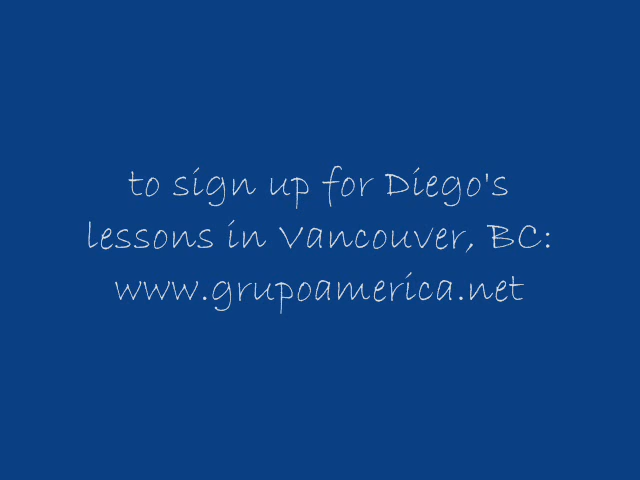 to sign up for Diego's
lessons in Vancouver, BC:
www.grupoamerica.net